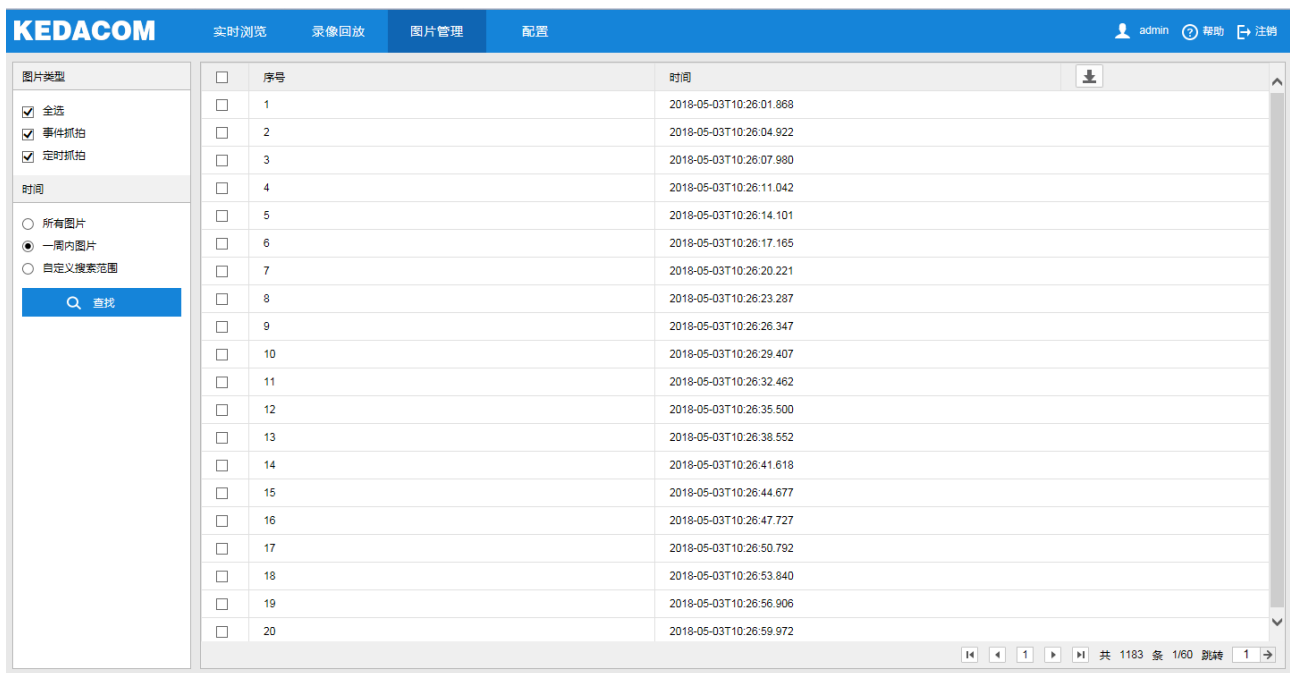 KEDACOM 实时浏览 录像回放 图片管理 配置 admin 帮助 注销
图片类型
全选
事件抓拍
定时抓拍
时间
所有图片
一周内图片
自定义搜索范围
查找
序号 时间
1 2018-05-03T10:26:01.868
2 2018-05-03T10:26:04.922
3 2018-05-03T10:26:07.980
4 2018-05-03T10:26:11.042
5 2018-05-03T10:26:14.101
6 2018-05-03T10:26:17.165
7 2018-05-03T10:26:20.221
8 2018-05-03T10:26:23.287
9 2018-05-03T10:26:26.347
10 2018-05-03T10:26:29.407
11 2018-05-03T10:26:32.462
12 2018-05-03T10:26:35.500
13 2018-05-03T10:26:38.552
14 2018-05-03T10:26:41.618
15 2018-05-03T10:26:44.677
16 2018-05-03T10:26:47.727
17 2018-05-03T10:26:50.792
18 2018-05-03T10:26:53.840
19 2018-05-03T10:26:56.906
20 2018-05-03T10:26:59.972
1 共 1183 条 1/60 跳转 1